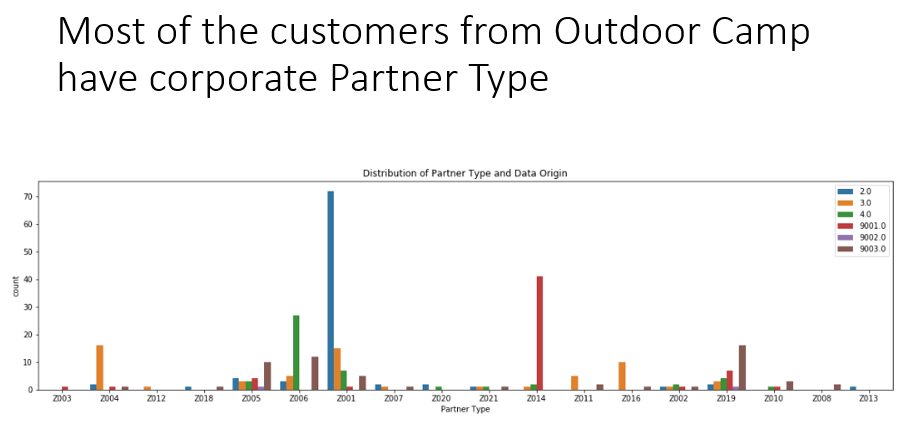 Most of the customers from Outdoor Camp
have corporate Partner Type
Distribution of Partner Type and Data Origin
70
60
50
40
30
20
10
0
count
2.0
3.0
4.0
9001.0
9002.0
9003.0
Z003 Z004 Z012 Z018 Z005 Z006 Z001 Z007 Z020 Z021 Z014 Z011 Z016 Z002 Z019 Z010 Z008 Z013
Partner Type